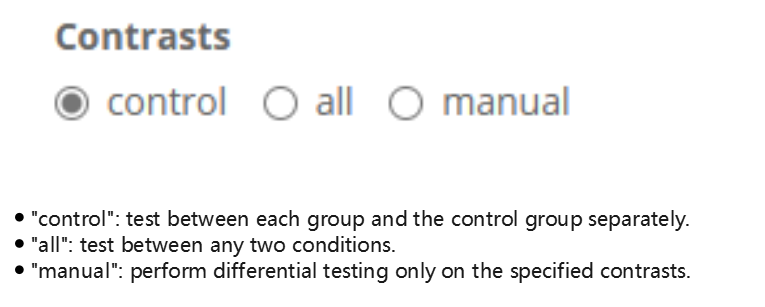 Contrasts
control all manual
• "control": test between each group and the control group separately.
• "all": test between any two conditions.
• "manual": perform differential testing only on the specified contrasts.